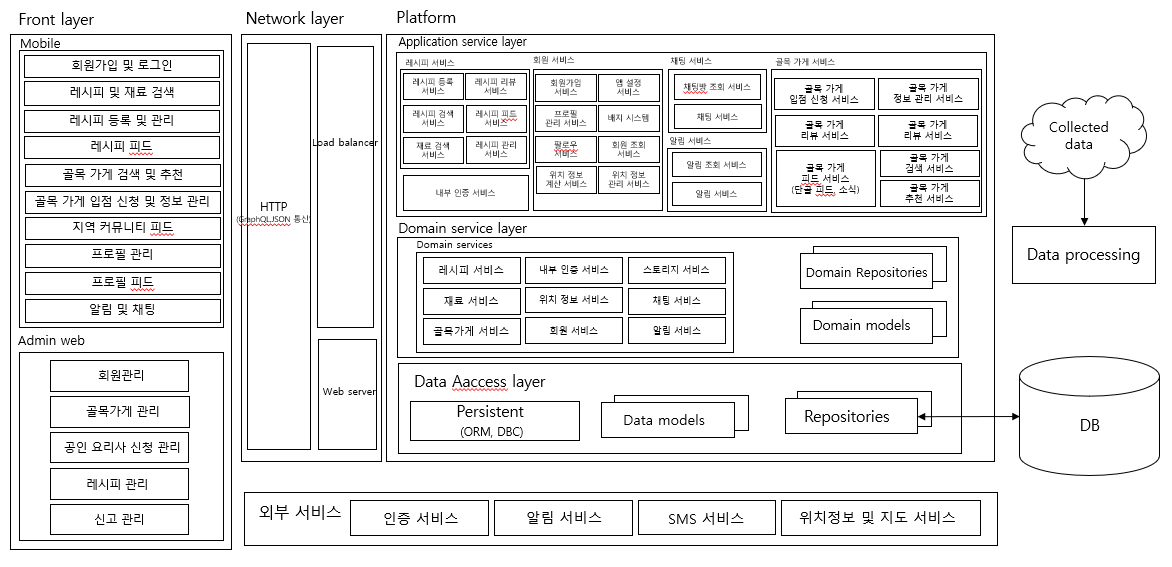 Front layer
Mobile
회원가입 및 로그인
레시피 및 재료 검색
레시피 등록 및 관리
레시피 피드
골목 가게 검색 및 추천
골목 가게 입점 신청 및 정보 관리
지역 커뮤니티 피드
프로필 관리
프로필 피드
알림 및 채팅
Admin web
회원관리
골목가게 관리
공인 요리사 신청 관리
레시피 관리
신고 관리
Network layer
HTTP
(GraphQL,JSON 통신)
Load balancer
Web server
Platform
Application service layer
레시피 서비스
레시피 등록
서비스
레시피 리뷰
서비스
레시피 검색
서비스
레시피 피드
서비스
재료 검색
서비스
레시피 관리
서비스
내부 인증 서비스
회원 서비스
회원가입
서비스
앱 설정
서비스
프로필
관리 서비스
배지 시스템
팔로우
서비스
회원 조회
서비스
위치 정보
계산 서비스
위치 정보
관리 서비스
채팅 서비스
채팅방 조회 서비스
채팅 서비스
알림 서비스
알림 조회 서비스
알림 서비스
골목 가게 서비스
골목 가게
입점 신청 서비스
골목 가게
정보 관리 서비스
골목 가게
리뷰 서비스
골목 가게
리뷰 서비스
골목 가게
피드 서비스
(단골 피드, 소식)
골목 가게
검색 서비스
골목 가게
추천 서비스
Domain service layer
Domain services
레시피 서비스
내부 인증 서비스
스토리지 서비스
재료 서비스
위치 정보 서비스
채팅 서비스
골목가게 서비스
회원 서비스
알림 서비스
Domain Repositories
Domain models
Data Aaccess layer
Persistent
(ORM, DBC)
Data models
Repositories
외부 서비스
인증 서비스
알림 서비스
SMS 서비스
위치정보 및 지도 서비스
Collected
data
Data processing
DB